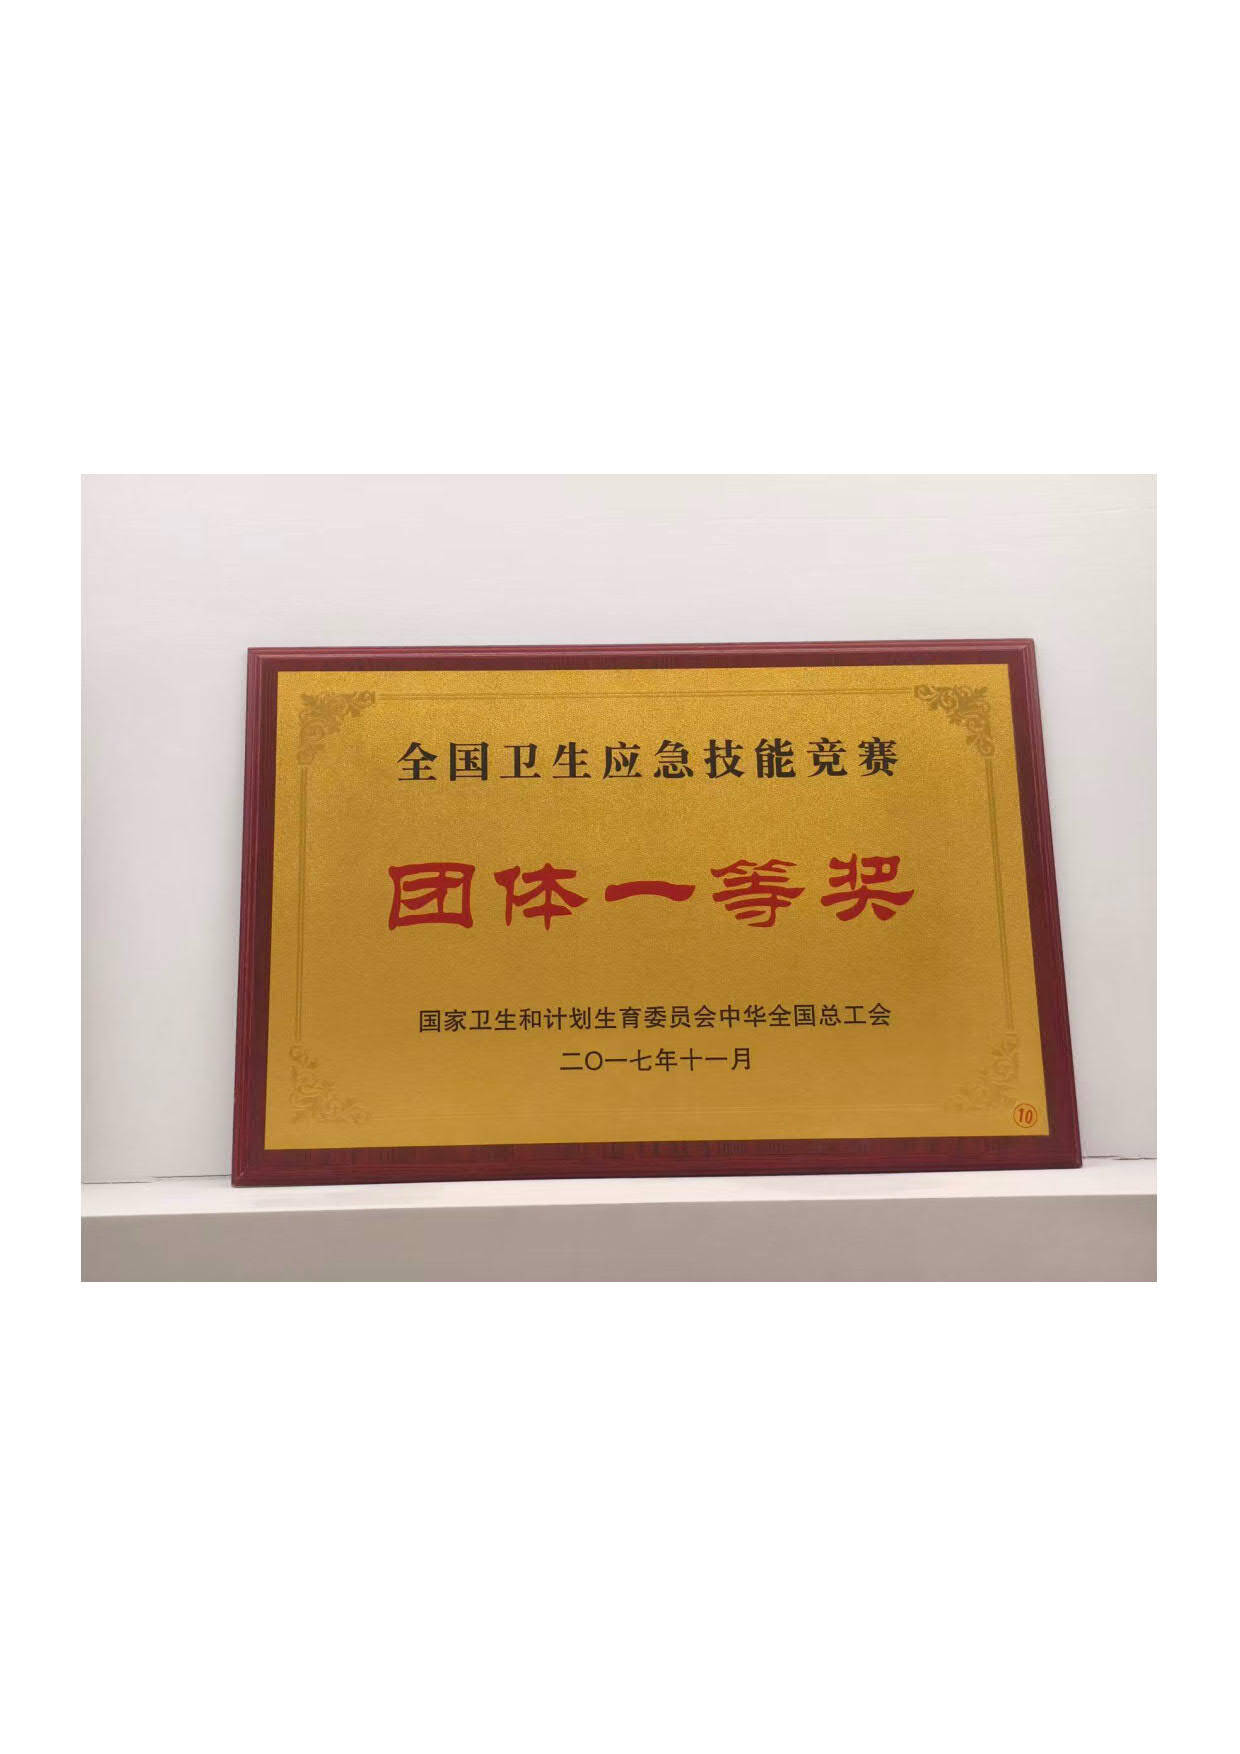 全国卫生应急技能竞赛
团体一等奖
国家卫生和计划生育委员会中华全国总工会
二〇一七年十一月
10